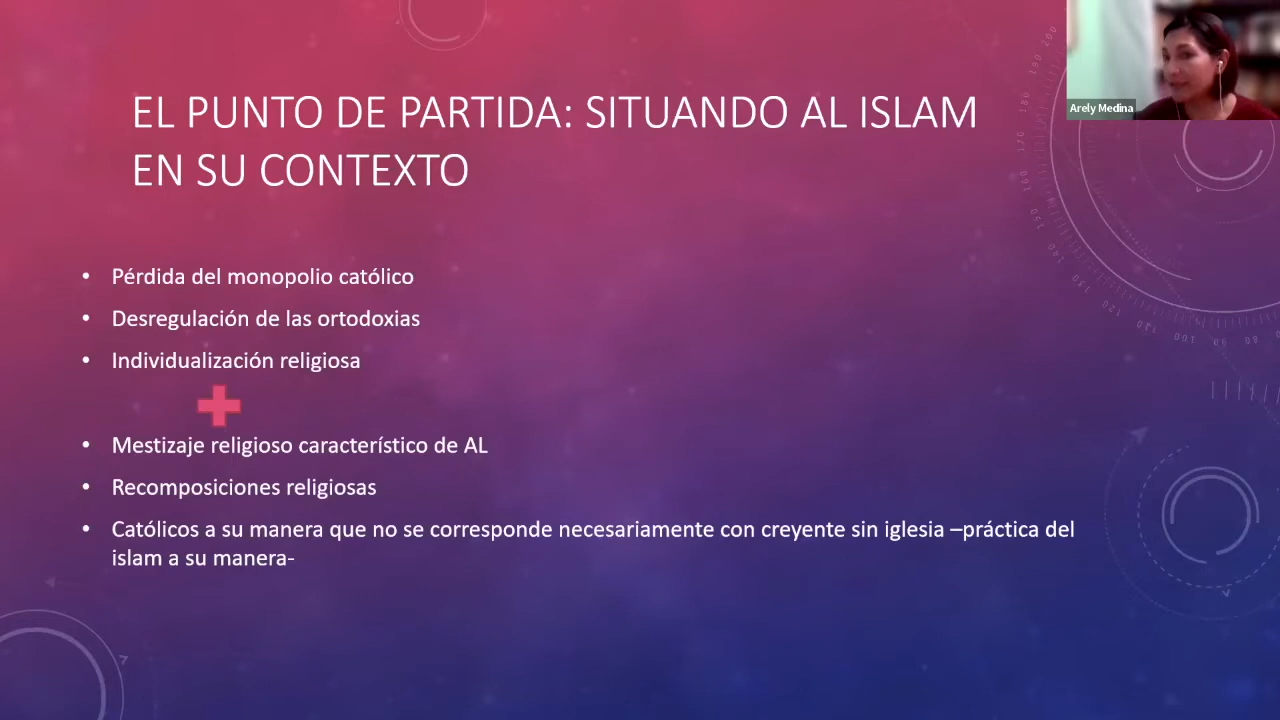 Arely Medina
EL PUNTO DE PARTIDA: SITUANDO AL ISLAM
EN SU CONTEXTO
• Pérdida del monopolio católico
• Desregulación de las ortodoxias
• Individualización religiosa
• Mestizaje religioso característico de AL
• Recomposiciones religiosas
• Católicos a su manera que no se corresponde necesariamente con creyente sin iglesia –práctica del
islam a su manera-